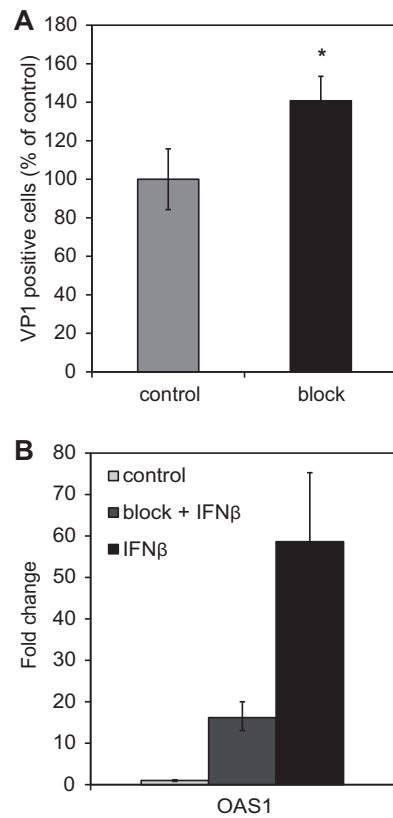 A
VP1 positive cells (% of control)
180
160
140
120
100
80
60
40
20
0
*
control
block
B
Fold change
80
70
60
50
40
30
20
10
0
control
block + IFNβ
IFNβ
OAS1